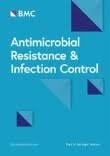 BMC
Antimicrobial
Resistance &
Infection Control